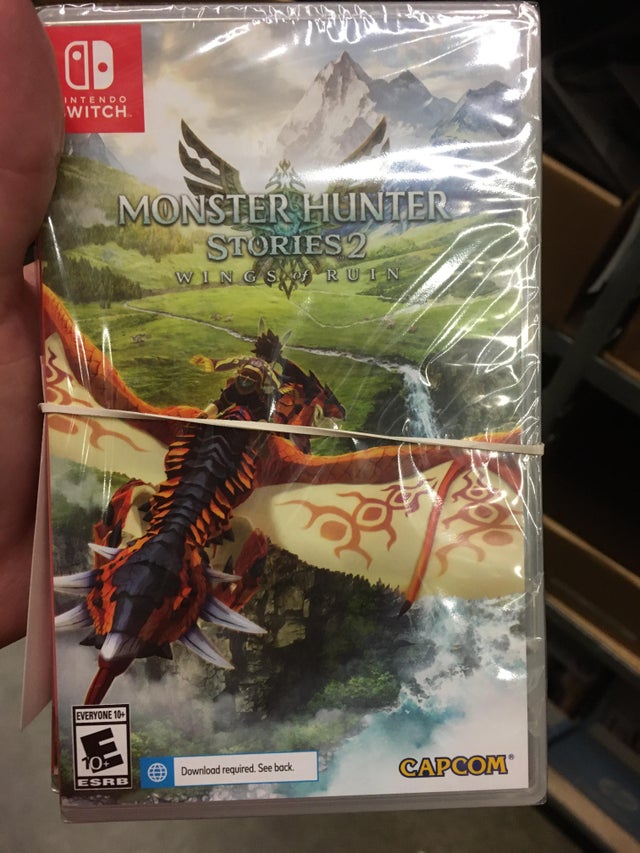 NINTENDO
SWITCH
MONSTER HUNTER
STORIES 2
WINGS of RUIN
EVERYONE 10+
E
10+
ESRB
Download required. See back.
CAPCOM®